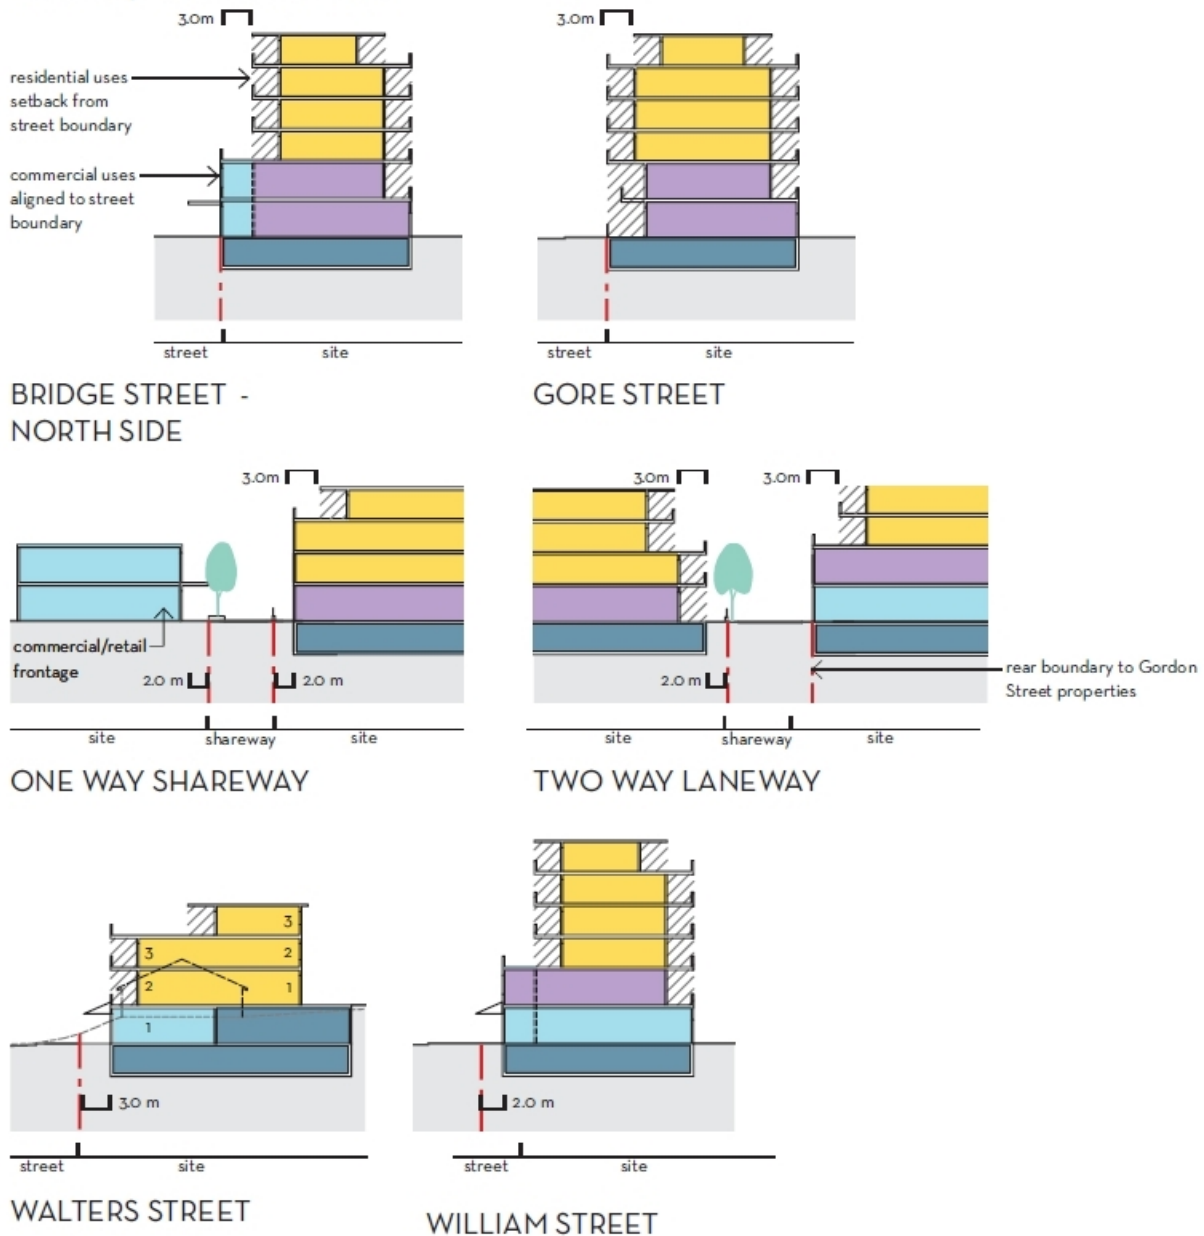 3.0m
residential uses
setback from
street boundary
commercial uses
aligned to street
boundary
street
site
BRIDGE STREET -
NORTH SIDE
3.0m
street
site
GORE STREET
3.0m
commercial/retail
frontage
2.0 m
2.0 m
site
shareway
site
ONE WAY SHAREWAY
3.0m
3.0m
2.0 m
rear boundary to Gordon
Street properties
site
shareway
site
TWO WAY LANEWAY
3
3
2
2
1
1
3.0 m
street
site
WALTERS STREET
2.0 m
street
site
WILLIAM STREET